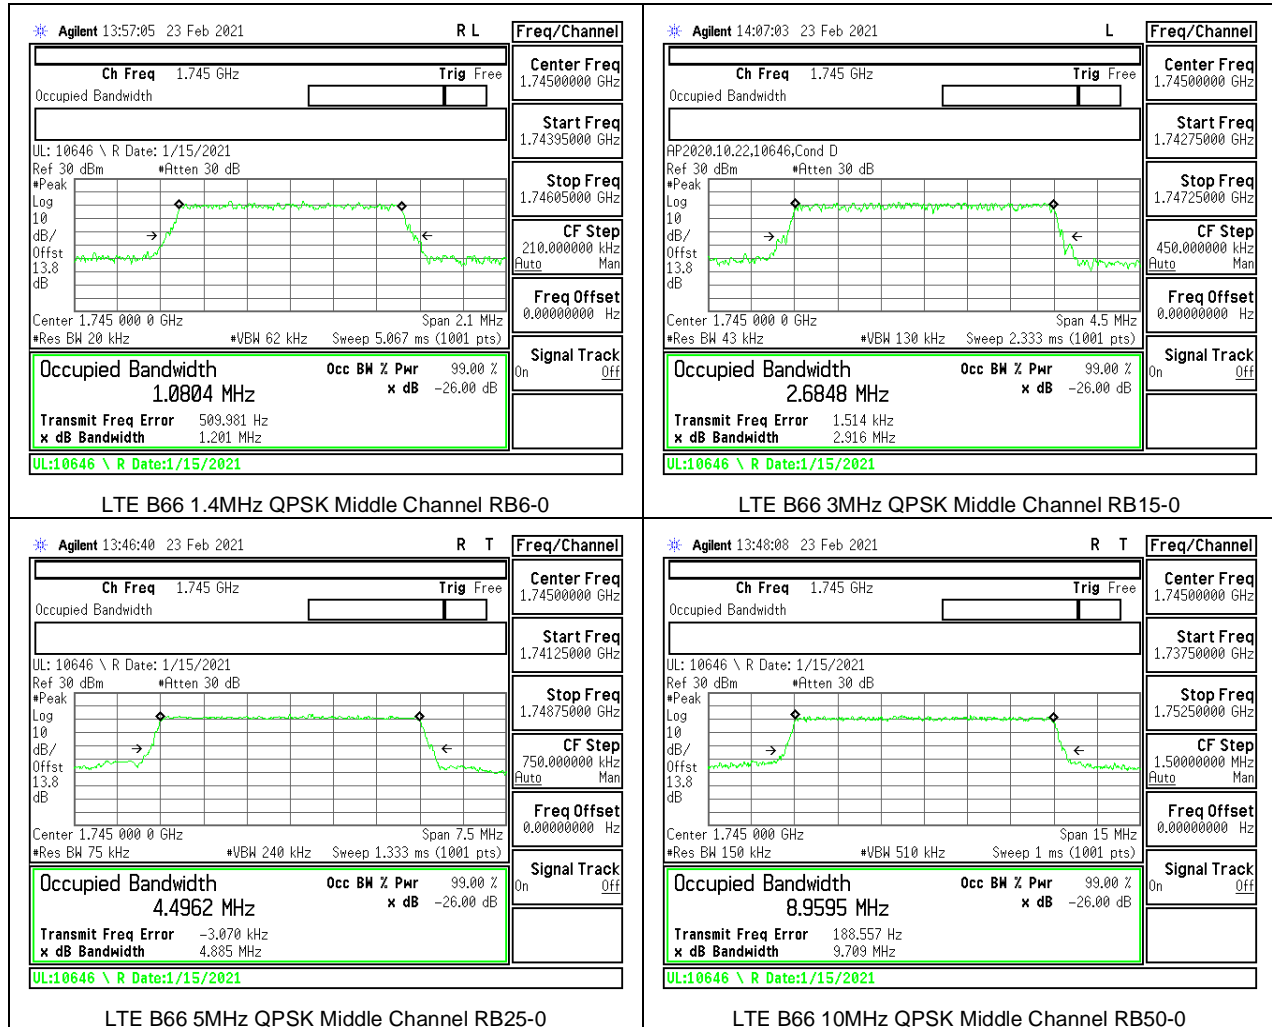 Agilent 13:57:05 23 Feb 2021 R L
Freq/Channel
Ch Freq 1.745 GHz Trig Free
Occupied Bandwidth
Center Freq
1.74500000 GHz
Start Freq
1.74395000 GHz
Stop Freq
1.74605000 GHz
CF Step
210.000000 kHz
Auto Man
Freq Offset
0.00000000 Hz
Signal Track
On Off
UL: 10646 \ R Date: 1/15/2021
Ref 30 dBm #Atten 30 dB
#Peak
Log
10
dB/
Offst
13.8
dB
Center 1.745 000 0 GHz Span 2.1 MHz
#Res BW 20 kHz #VBW 62 kHz Sweep 5.067 ms (1001 pts)
Occupied Bandwidth Occ BW % Pwr 99.00 %
1.0804 MHz x dB -26.00 dB
Transmit Freq Error 509.981 Hz
x dB Bandwidth 1.201 MHz
UL:10646 \ R Date:1/15/2021
LTE B66 1.4MHz QPSK Middle Channel RB6-0
Agilent 14:07:03 23 Feb 2021 L
Freq/Channel
Ch Freq 1.745 GHz Trig Free
Occupied Bandwidth
Center Freq
1.74500000 GHz
Start Freq
1.74275000 GHz
Stop Freq
1.74725000 GHz
CF Step
450.000000 kHz
Auto Man
Freq Offset
0.00000000 Hz
Signal Track
On Off
AP2020.10.22,10646,Cond D
Ref 30 dBm #Atten 30 dB
#Peak
Log
10
dB/
Offst
13.8
dB
Center 1.745 000 0 GHz Span 4.5 MHz
#Res BW 43 kHz #VBW 130 kHz Sweep 2.333 ms (1001 pts)
Occupied Bandwidth Occ BW % Pwr 99.00 %
2.6848 MHz x dB -26.00 dB
Transmit Freq Error 1.514 kHz
x dB Bandwidth 2.916 MHz
UL:10646 \ R Date:1/15/2021
LTE B66 3MHz QPSK Middle Channel RB15-0
Agilent 13:46:40 23 Feb 2021 R T
Freq/Channel
Ch Freq 1.745 GHz Trig Free
Occupied Bandwidth
Center Freq
1.74500000 GHz
Start Freq
1.74125000 GHz
Stop Freq
1.74875000 GHz
CF Step
750.000000 kHz
Auto Man
Freq Offset
0.00000000 Hz
Signal Track
On Off
UL: 10646 \ R Date: 1/15/2021
Ref 30 dBm #Atten 30 dB
#Peak
Log
10
dB/
Offst
13.8
dB
Center 1.745 000 0 GHz Span 7.5 MHz
#Res BW 75 kHz #VBW 240 kHz Sweep 1.333 ms (1001 pts)
Occupied Bandwidth Occ BW % Pwr 99.00 %
4.4962 MHz x dB -26.00 dB
Transmit Freq Error -3.070 kHz
x dB Bandwidth 4.885 MHz
UL:10646 \ R Date:1/15/2021
LTE B66 5MHz QPSK Middle Channel RB25-0
Agilent 13:48:08 23 Feb 2021 R T
Freq/Channel
Ch Freq 1.745 GHz Trig Free
Occupied Bandwidth
Center Freq
1.74500000 GHz
Start Freq
1.73750000 GHz
Stop Freq
1.75250000 GHz
CF Step
1.50000000 MHz
Auto Man
Freq Offset
0.00000000 Hz
Signal Track
On Off
UL: 10646 \ R Date: 1/15/2021
Ref 30 dBm #Atten 30 dB
#Peak
Log
10
dB/
Offst
13.8
dB
Center 1.745 000 GHz Span 15 MHz
#Res BW 150 kHz #VBW 510 kHz Sweep 1 ms (1001 pts)
Occupied Bandwidth Occ BW % Pwr 99.00 %
8.9595 MHz x dB -26.00 dB
Transmit Freq Error 188.557 Hz
x dB Bandwidth 9.709 MHz
UL:10646 \ R Date:1/15/2021
LTE B66 10MHz QPSK Middle Channel RB50-0